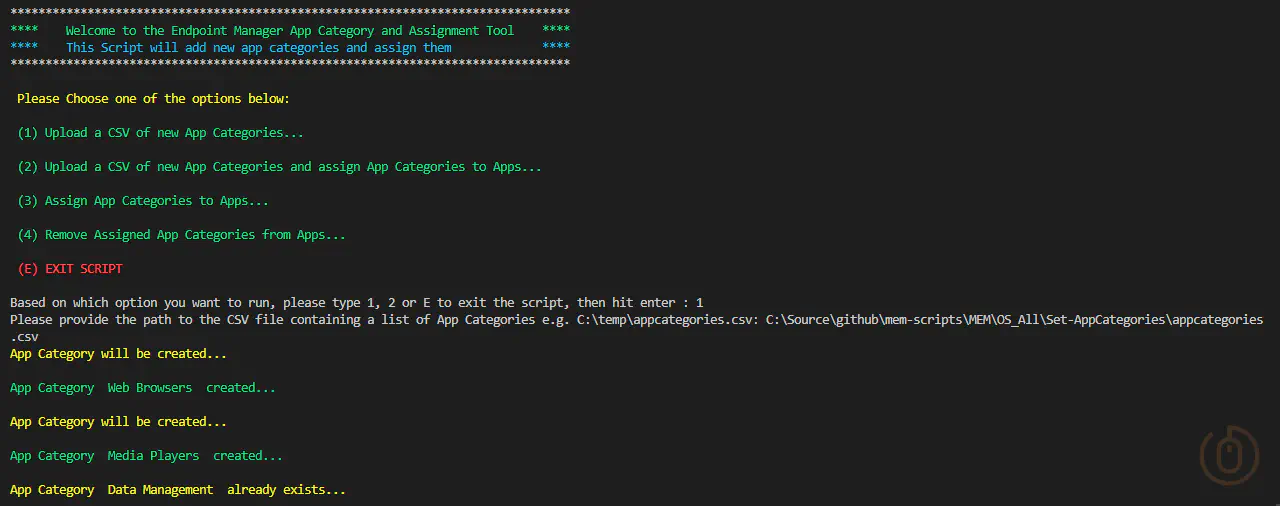 ********************************************************************************
**** Welcome to the Endpoint Manager App Category and Assignment Tool ****
**** This Script will add new app categories and assign them ****
********************************************************************************
Please Choose one of the options below:
(1) Upload a CSV of new App Categories...
(2) Upload a CSV of new App Categories and assign App Categories to Apps...
(3) Assign App Categories to Apps...
(4) Remove Assigned App Categories from Apps...
(E) EXIT SCRIPT
Based on which option you want to run, please type 1, 2 or E to exit the script, then hit enter : 1
Please provide the path to the CSV file containing a list of App Categories e.g. C:\temp\appcategories.csv: C:\Source\github\mem-scripts\MEM\OS_All\Set-AppCategories\appcategories
.csv
App Category will be created...
App Category  Web Browsers  created...
App Category will be created...
App Category  Media Players  created...
App Category  Data Management  already exists...